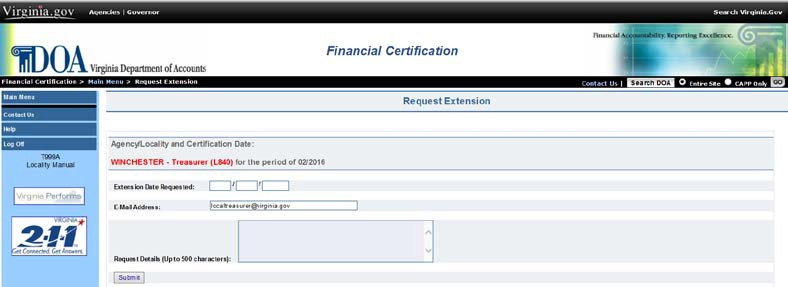 Virginia.gov Agencies | Governor Search Virginia.Gov
Financial Accountability. Reporting Excellence.
DOA Virginia Department of Accounts
Financial Certification
Financial Certification > Main Menu > Request Extension Contact Us | Search DOA Entire Site CAPP Only GO
Main Menu
Contact Us
Help
Log Off
T999A
Locality Manual
Virginia Performs
VIRGINIA
2-1-1
Get Connected. Get Answers.
Request Extension
Agency/Locality and Certification Date:
WINCHESTER - Treasurer (L840) for the period of 02/2016
Extension Date Requested: / /
E-Mail Address: localtreasurer@virginia.gov
Request Details (Up to 500 characters):
Submit